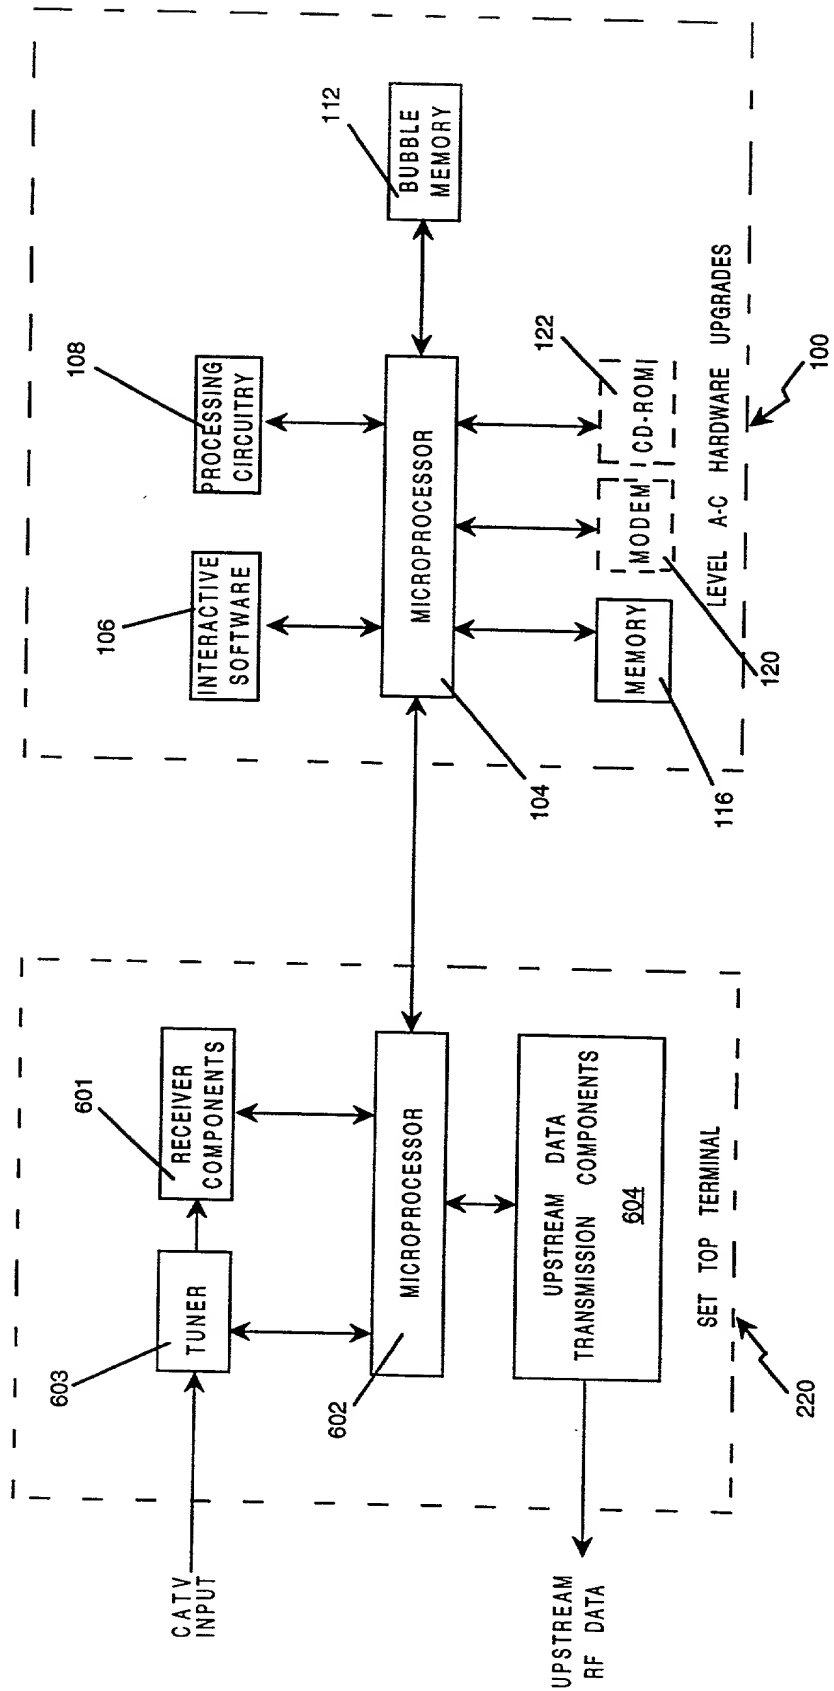 CATV
INPUT
603
TUNER
601
RECEIVER
COMPONENTS
602
MICROPROCESSOR
UPSTREAM DATA
TRANSMISSION COMPONENTS
604
UPSTREAM
RF DATA
SET TOP TERMINAL
220
106
INTERACTIVE
SOFTWARE
108
PROCESSING
CIRCUITRY
112
BUBBLE
MEMORY
MICROPROCESSOR
104
MEMORY
116
MODEM
120
CD-ROM
122
LEVEL A-C HARDWARE UPGRADES
100